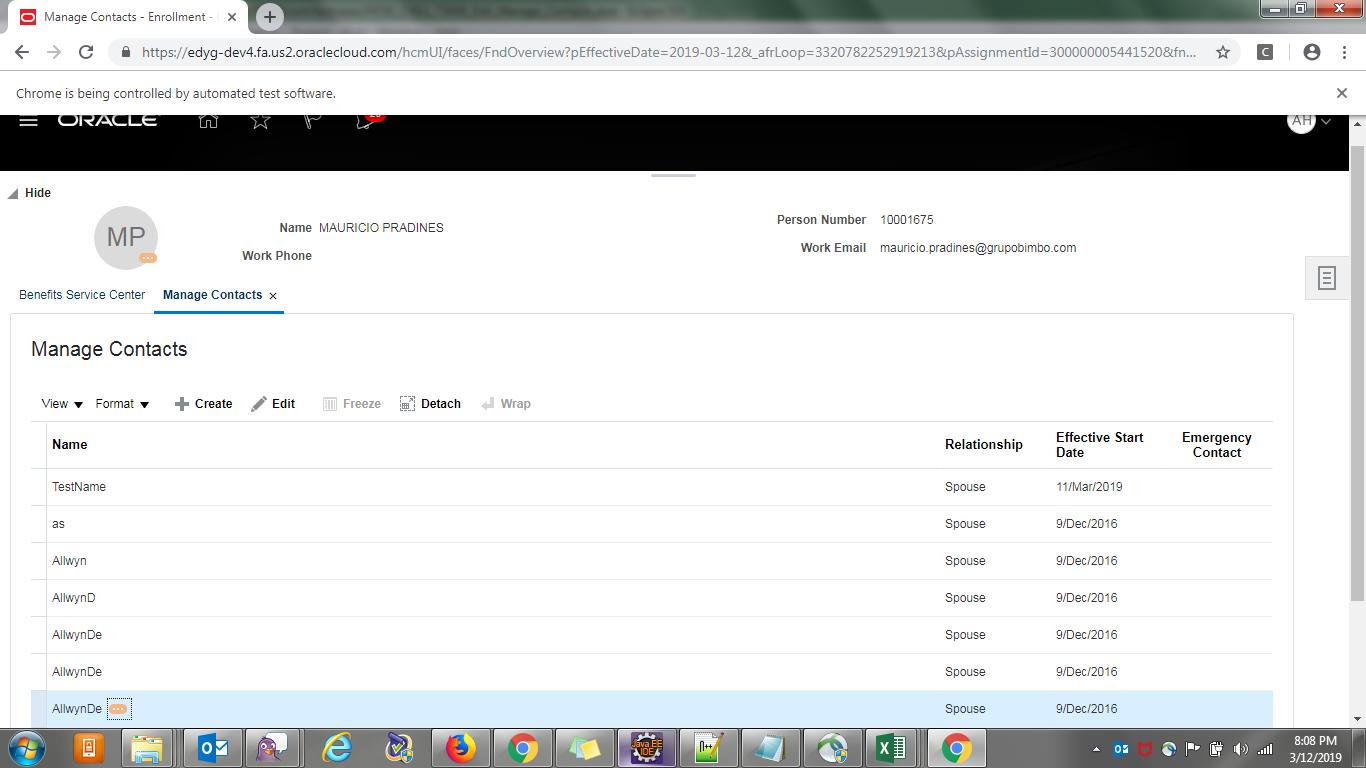 Manage Contacts - Enrollment -
https://edyg-dev4.fa.us2.oraclecloud.com/hcmUI/faces/FndOverview?pEffectiveDate=2019-03-12&_afrLoop=3320782252919213&pAssignmentId=300000005441520&fn...
C
Chrome is being controlled by automated test software.
ORACLE
AH
Hide
MP
Name MAURICIO PRADINES
Person Number 10001675
Work Phone
Work Email mauricio.pradines@grupobimbo.com
Benefits Service Center Manage Contacts
Manage Contacts
View Format Create Edit Freeze Detach Wrap
Name Relationship Effective Start Date Emergency Contact
TestName Spouse 11/Mar/2019
as Spouse 9/Dec/2016
Allwyn Spouse 9/Dec/2016
AllwynD Spouse 9/Dec/2016
AllwynDe Spouse 9/Dec/2016
AllwynDe Spouse 9/Dec/2016
AllwynDe Spouse 9/Dec/2016
Java EE
IDE
8:08 PM
3/12/2019